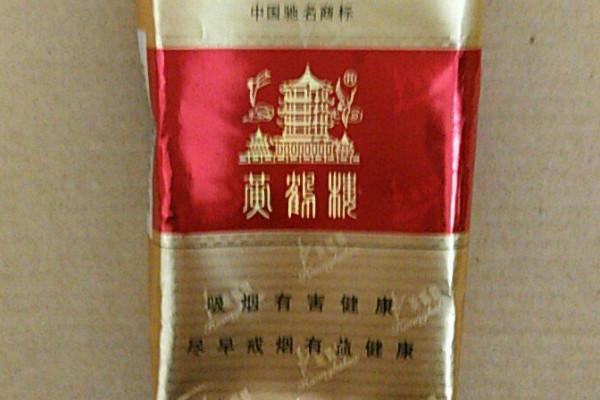 中国驰名商标
黄鹤楼
吸烟有害健康
尽早戒烟有益健康